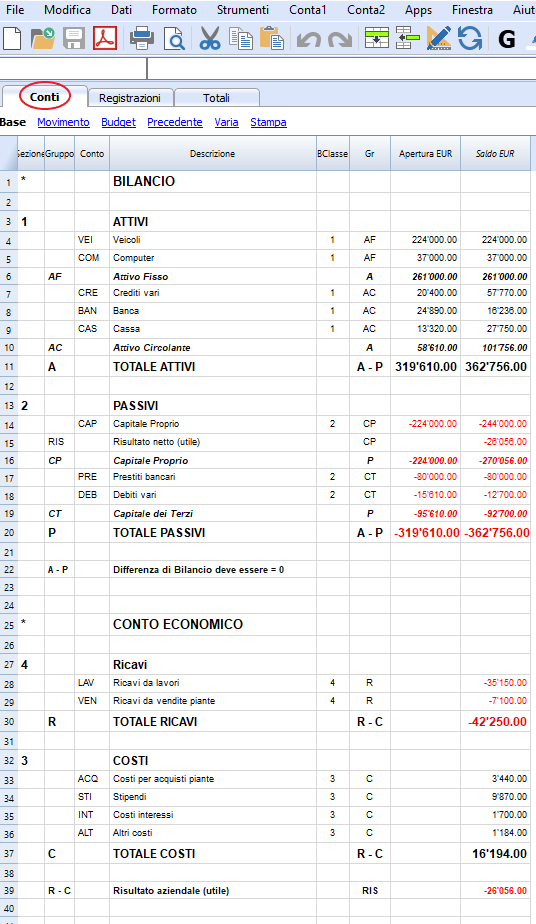 File Modifica Dati Formato Strumenti Conta1 Conta2 Apps Finestra Aiut
G
Conti Registrazioni Totali
Base Movimento Budget Precedente Varia Stampa
Sezione Gruppo Conto Descrizione BClasse Gr Apertura EUR Saldo EUR
1 * BILANCIO
2
3 1 ATTIVI
4 VEI Veicoli 1 AF 224'000.00 224'000.00
5 COM Computer 1 AF 37'000.00 37'000.00
6 AF Attivo Fisso A 261'000.00 261'000.00
7 CRE Crediti vari 1 AC 20'400.00 57'770.00
8 BAN Banca 1 AC 24'890.00 16'236.00
9 CAS Cassa 1 AC 13'320.00 27'750.00
10 AC Attivo Circolante A 58'610.00 101'756.00
11 A TOTALE ATTIVI A - P 319'610.00 362'756.00
12
13 2 PASSIVI
14 CAP Capitale Proprio 2 CP -224'000.00 -244'000.00
15 RIS Risultato netto (utile) CP -26'056.00
16 CP Capitale Proprio P -224'000.00 -270'056.00
17 PRE Prestiti bancari 2 CT -80'000.00 -80'000.00
18 DEB Debiti vari 2 CT -15'610.00 -12'700.00
19 CT Capitale dei Terzi P -95'610.00 -92'700.00
20 P TOTALE PASSIVI A - P -319'610.00 -362'756.00
21
22 A - P Differenza di Bilancio deve essere = 0
23
24
25 * CONTO ECONOMICO
26
27 4 Ricavi
28 LAV Ricavi da lavori 4 R -35'150.00
29 VEN Ricavi da vendite piante 4 R -7'100.00
30 R TOTALE RICAVI R - C -42'250.00
31
32 3 COSTI
33 ACQ Costi per acquisti piante 3 C 3'440.00
34 STI Stipendi 3 C 9'870.00
35 INT Costi interessi 3 C 1'700.00
36 ALT Altri costi 3 C 1'184.00
37 C TOTALE COSTI R - C 16'194.00
38
39 R - C Risultato aziendale (utile) RIS -26'056.00
40